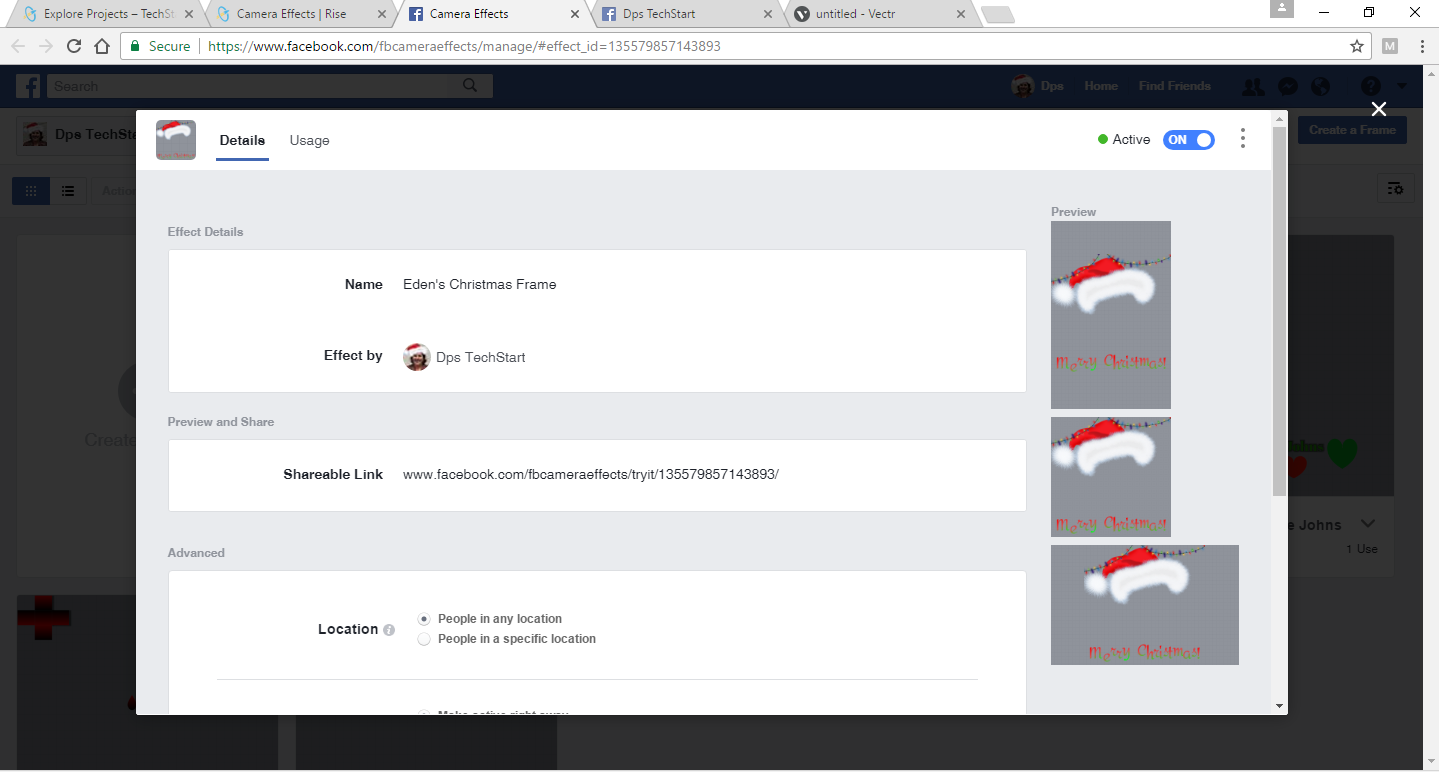 Explore Projects – TechSt
Camera Effects | Rise
Camera Effects
Dps TechStart
untitled - Vectr
Secure
https://www.facebook.com/fbcameraeffects/manage/#effect_id=135579857143893
M
Search
Dps Home Find Friends
Dps TechSta
Create a Frame
Details Usage
Active ON
Effect Details
Name Eden's Christmas Frame
Effect by Dps TechStart
Preview and Share
Shareable Link www.facebook.com/fbcameraeffects/tryit/135579857143893/
Advanced
Location
People in any location
People in a specific location
Make active right away
Preview
Merry Christmas
Merry Christmas
Merry Christmas
Johns
1 Use